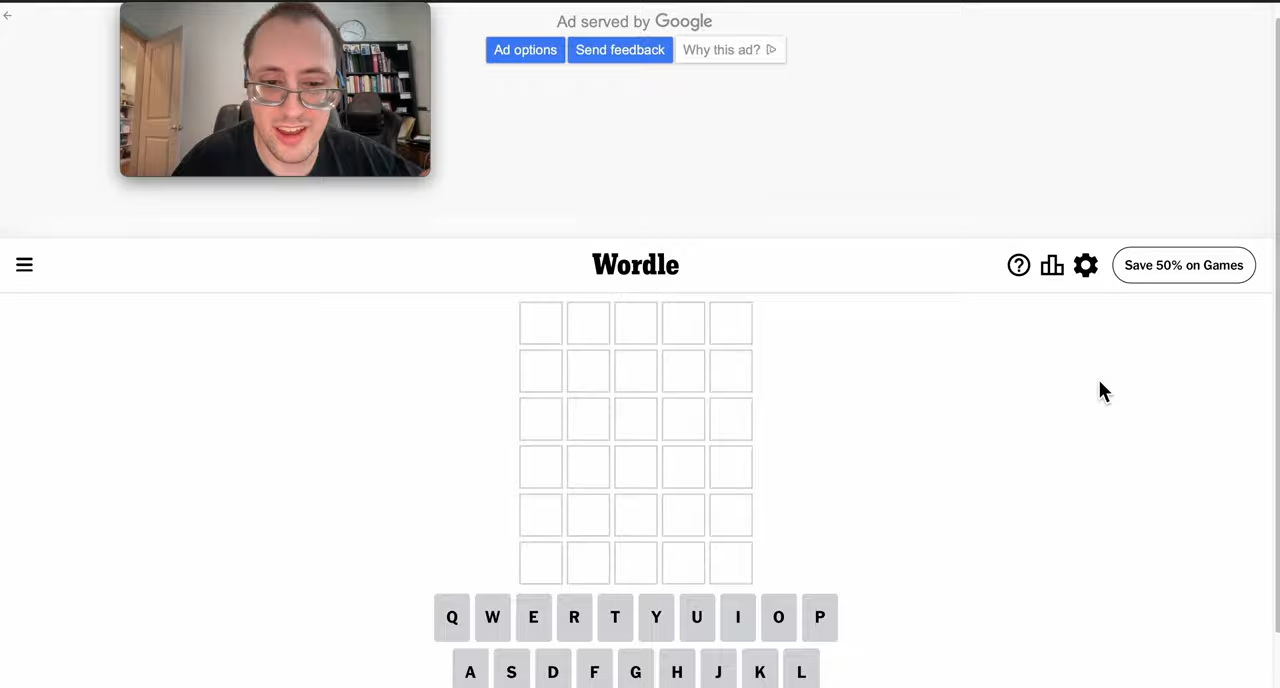 Ad served by Google
Ad options Send feedback Why this ad?
Wordle
Save 50% on Games
Q W E R T Y U I O P
A S D F G H J K L